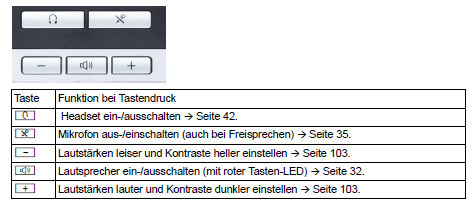 Taste Funktion bei Tastendruck
Headset ein-/ausschalten → Seite 42.
Mikrofon aus-/einschalten (auch bei Freisprechen) → Seite 35.
– Lautstärken leiser und Kontraste heller einstellen → Seite 103.
Lautsprecher ein-/ausschalten (mit roter Tasten-LED) → Seite 32.
+ Lautstärken lauter und Kontraste dunkler einstellen → Seite 103.